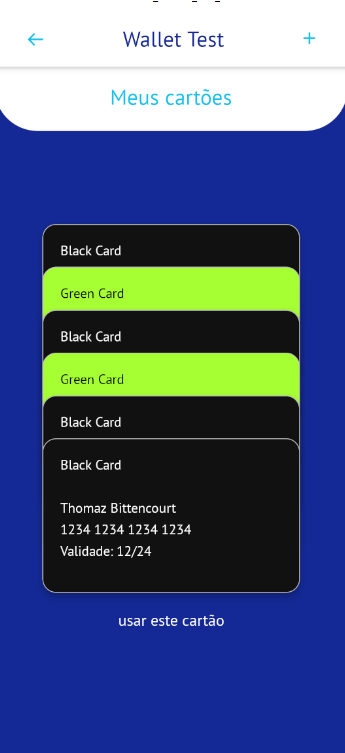 Wallet Test
Meus cartões
Black Card
Green Card
Black Card
Green Card
Black Card
Black Card
Thomaz Bittencourt
1234 1234 1234 1234
Validade: 12/24
usar este cartão